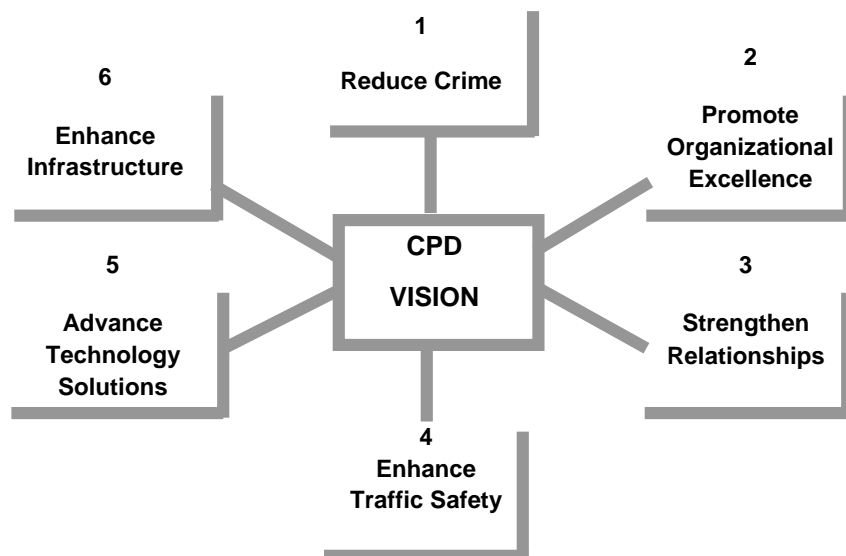 1
Reduce Crime
2
Promote
Organizational
Excellence
3
Strengthen
Relationships
4
Enhance
Traffic Safety
5
Advance
Technology
Solutions
6
Enhance
Infrastructure
CPD
VISION